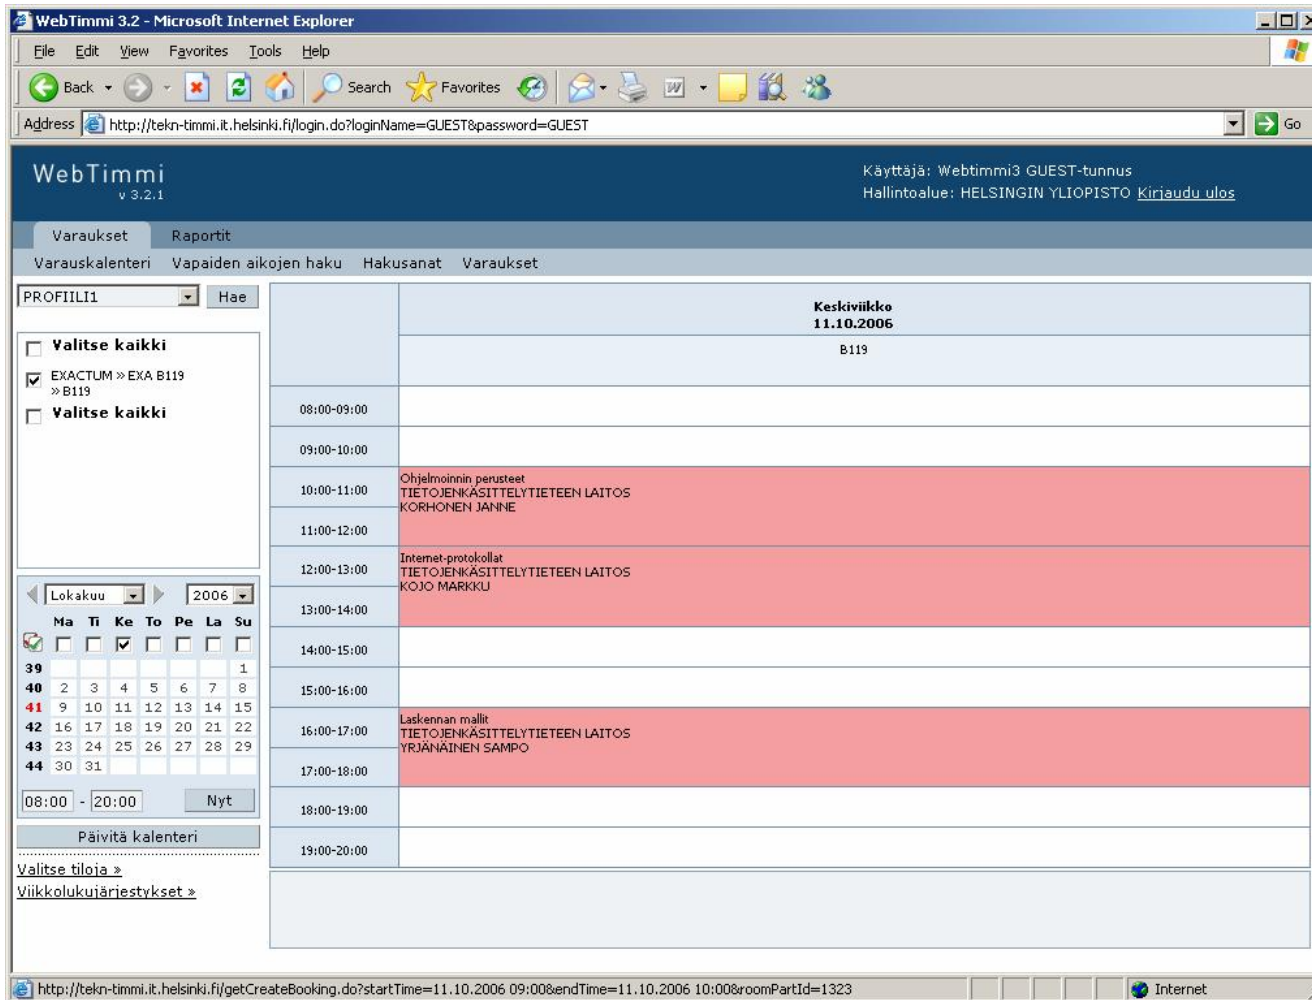 WebTimmi 3.2 - Microsoft Internet Explorer
File Edit View Favorites Tools Help
Back Search Favorites
Address http://tekn-timmi.it.helsinki.fi/login.do?loginName=GUEST&password=GUEST Go
WebTimmi
v 3.2.1
Käyttäjä: Webtimmi3 GUEST-tunnus
Hallintoalue: HELSINGIN YLIOPISTO Kirjaudu ulos
Varaukset Raportit
Varauskalenteri Vapaiden aikojen haku Hakusanat Varaukset
PROFIILI1 Hae
Valitse kaikki
EXACTUM » EXA B119
» B119
Valitse kaikki
Lokakuu 2006
Ma Ti Ke To Pe La Su
39 1
40 2 3 4 5 6 7 8
41 9 10 11 12 13 14 15
42 16 17 18 19 20 21 22
43 23 24 25 26 27 28 29
44 30 31
08:00 - 20:00 Nyt
Päivitä kalenteri
Valitse tiloja »
Viikkolukujärjestykset »
Keskiviikko
11.10.2006
B119
08:00-09:00
09:00-10:00
10:00-11:00
Ohjelmoinnin perusteet
TIETOJENKÄSITTELYTIETEEN LAITOS
KORHONEN JANNE
11:00-12:00
12:00-13:00
Internet-protokollat
TIETOJENKÄSITTELYTIETEEN LAITOS
KOJO MARKKU
13:00-14:00
14:00-15:00
15:00-16:00
16:00-17:00
Laskennan mallit
TIETOJENKÄSITTELYTIETEEN LAITOS
YRJÄNÄINEN SAMPO
17:00-18:00
18:00-19:00
19:00-20:00
http://tekn-timmi.it.helsinki.fi/getCreateBooking.do?startTime=11.10.2006 09:00&endTime=11.10.2006 10:00&roomPartId=1323 Internet